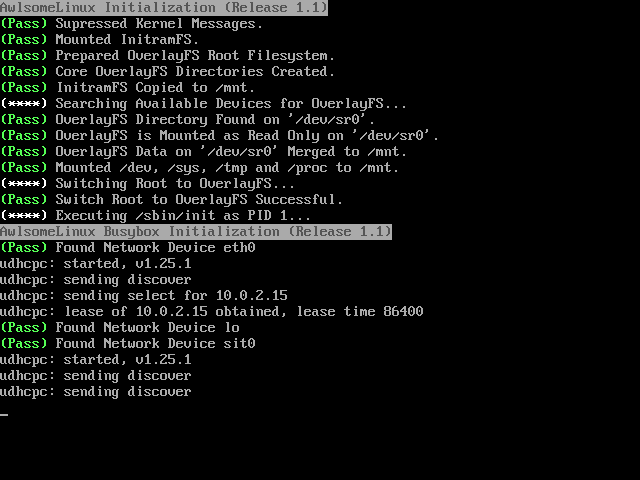 AwlsomeLinux Initialization (Release 1.1)
(Pass) Supressed Kernel Messages.
(Pass) Mounted InitramFS.
(Pass) Prepared OverlayFS Root Filesystem.
(Pass) Core OverlayFS Directories Created.
(Pass) InitramFS Copied to /mnt.
(****) Searching Available Devices for OverlayFS...
(Pass) OverlayFS Directory Found on '/dev/sr0'.
(Pass) OverlayFS is Mounted as Read Only on '/dev/sr0'.
(Pass) OverlayFS Data on '/dev/sr0' Merged to /mnt.
(Pass) Mounted /dev, /sys, /tmp and /proc to /mnt.
(****) Switching Root to OverlayFS...
(Pass) Switch Root to OverlayFS Successful.
(****) Executing /sbin/init as PID 1...
AwlsomeLinux Busybox Initialization (Release 1.1)
(Pass) Found Network Device eth0
udhcpc: started, v1.25.1
udhcpc: sending discover
udhcpc: sending select for 10.0.2.15
udhcpc: lease of 10.0.2.15 obtained, lease time 86400
(Pass) Found Network Device lo
(Pass) Found Network Device sit0
udhcpc: started, v1.25.1
udhcpc: sending discover
udhcpc: sending discover